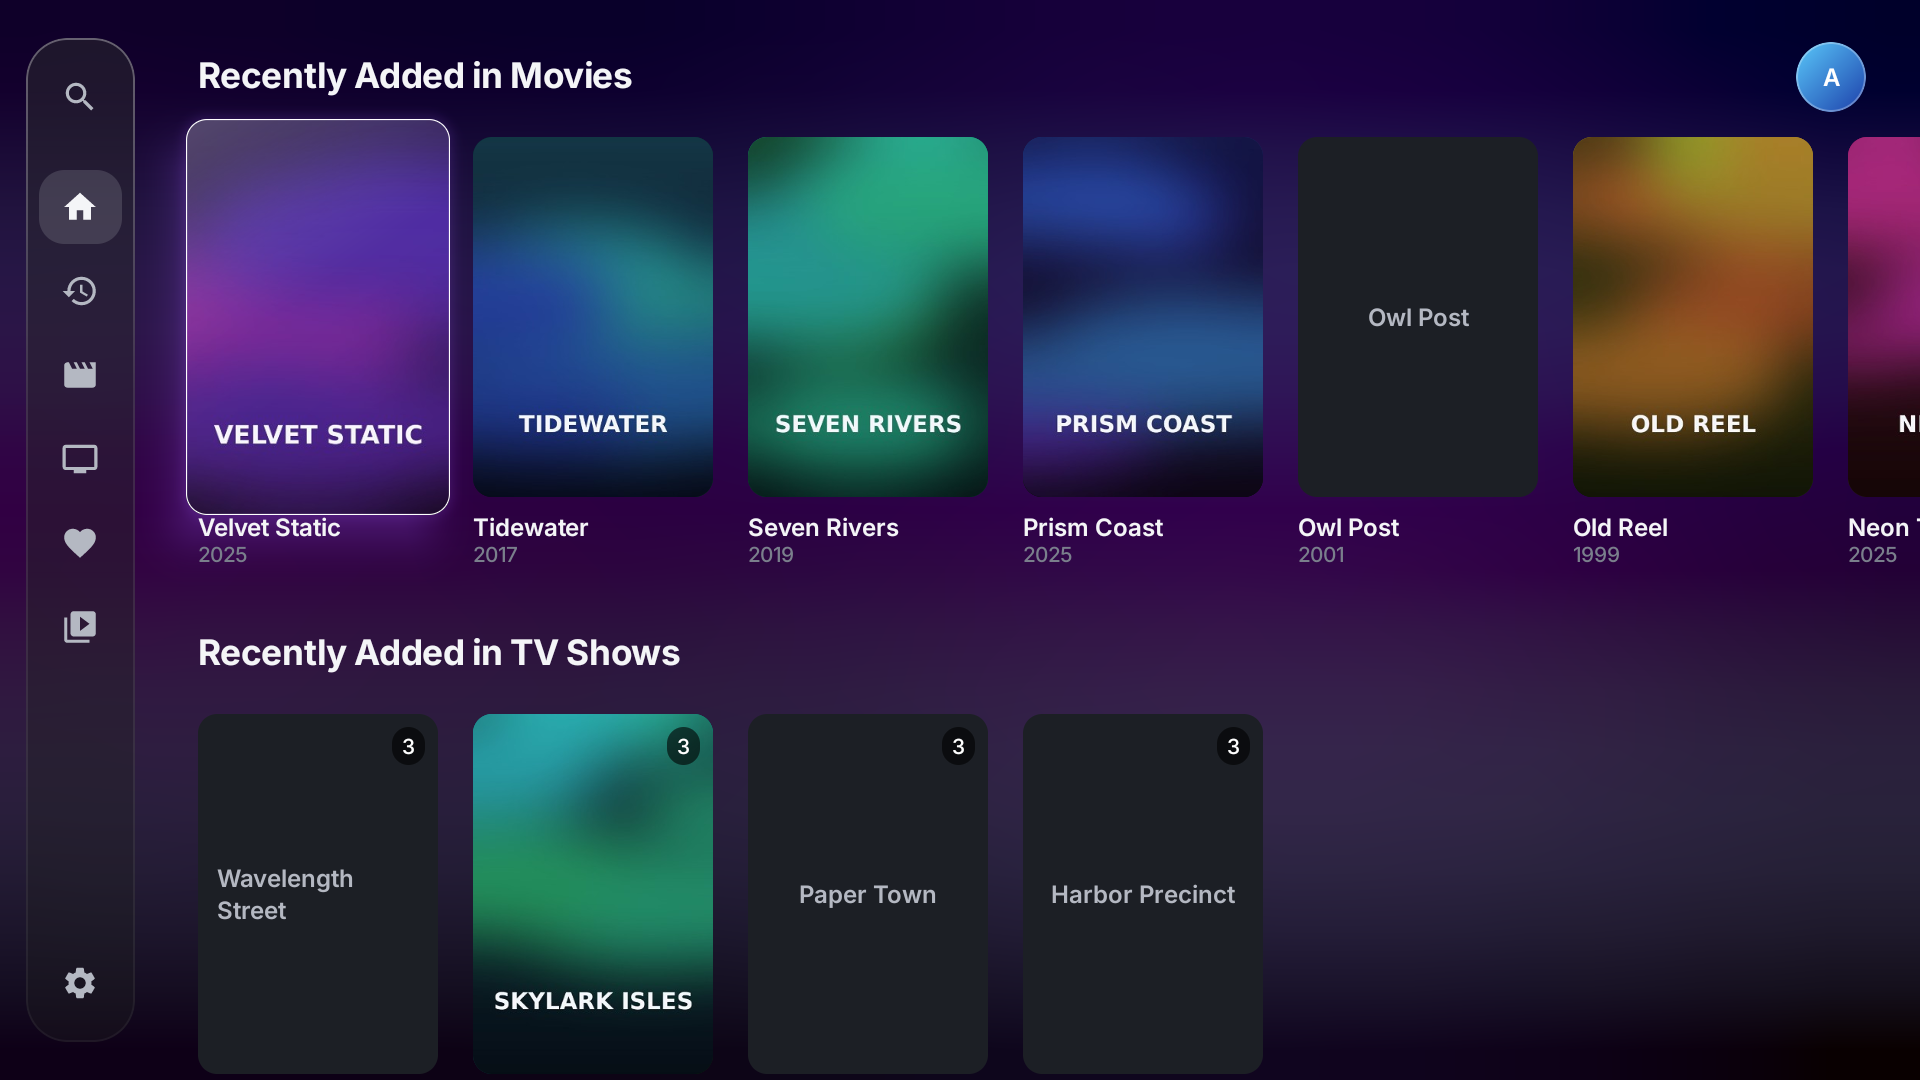 Recently Added in Movies
A
VELVET STATIC
TIDEWATER
SEVEN RIVERS
PRISM COAST
Owl Post
OLD REEL
Velvet Static
2025
Tidewater
2017
Seven Rivers
2019
Prism Coast
2025
Owl Post
2001
Old Reel
1999
Neon
2025
Recently Added in TV Shows
3
Wavelength
Street
3
SKYLARK ISLES
3
Paper Town
3
Harbor Precinct